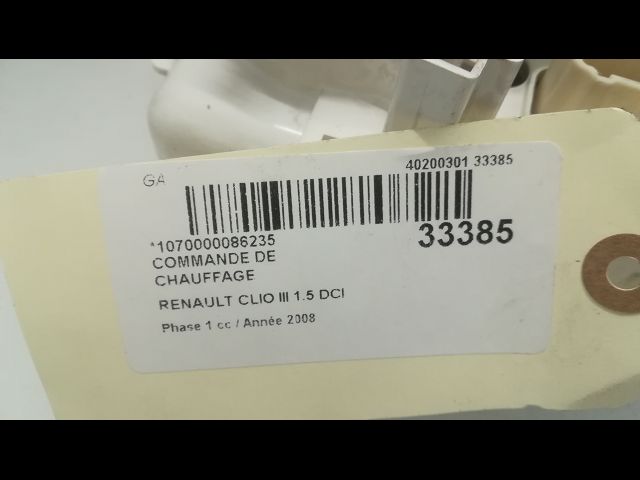 GA
40200301 33385
*1070000086235
33385
COMMANDE DE
CHAUFFAGE
RENAULT CLIO III 1.5 DCI
Phase 1 cc / Année 2008